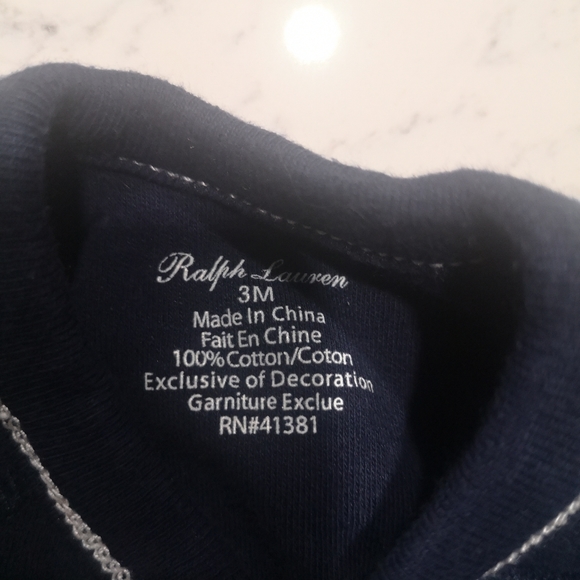 Ralph Lauren
3M
Made In China
Fait En Chine
100%Cotton/Coton
Exclusive of Decoration
Garniture Exclue
RN#41381